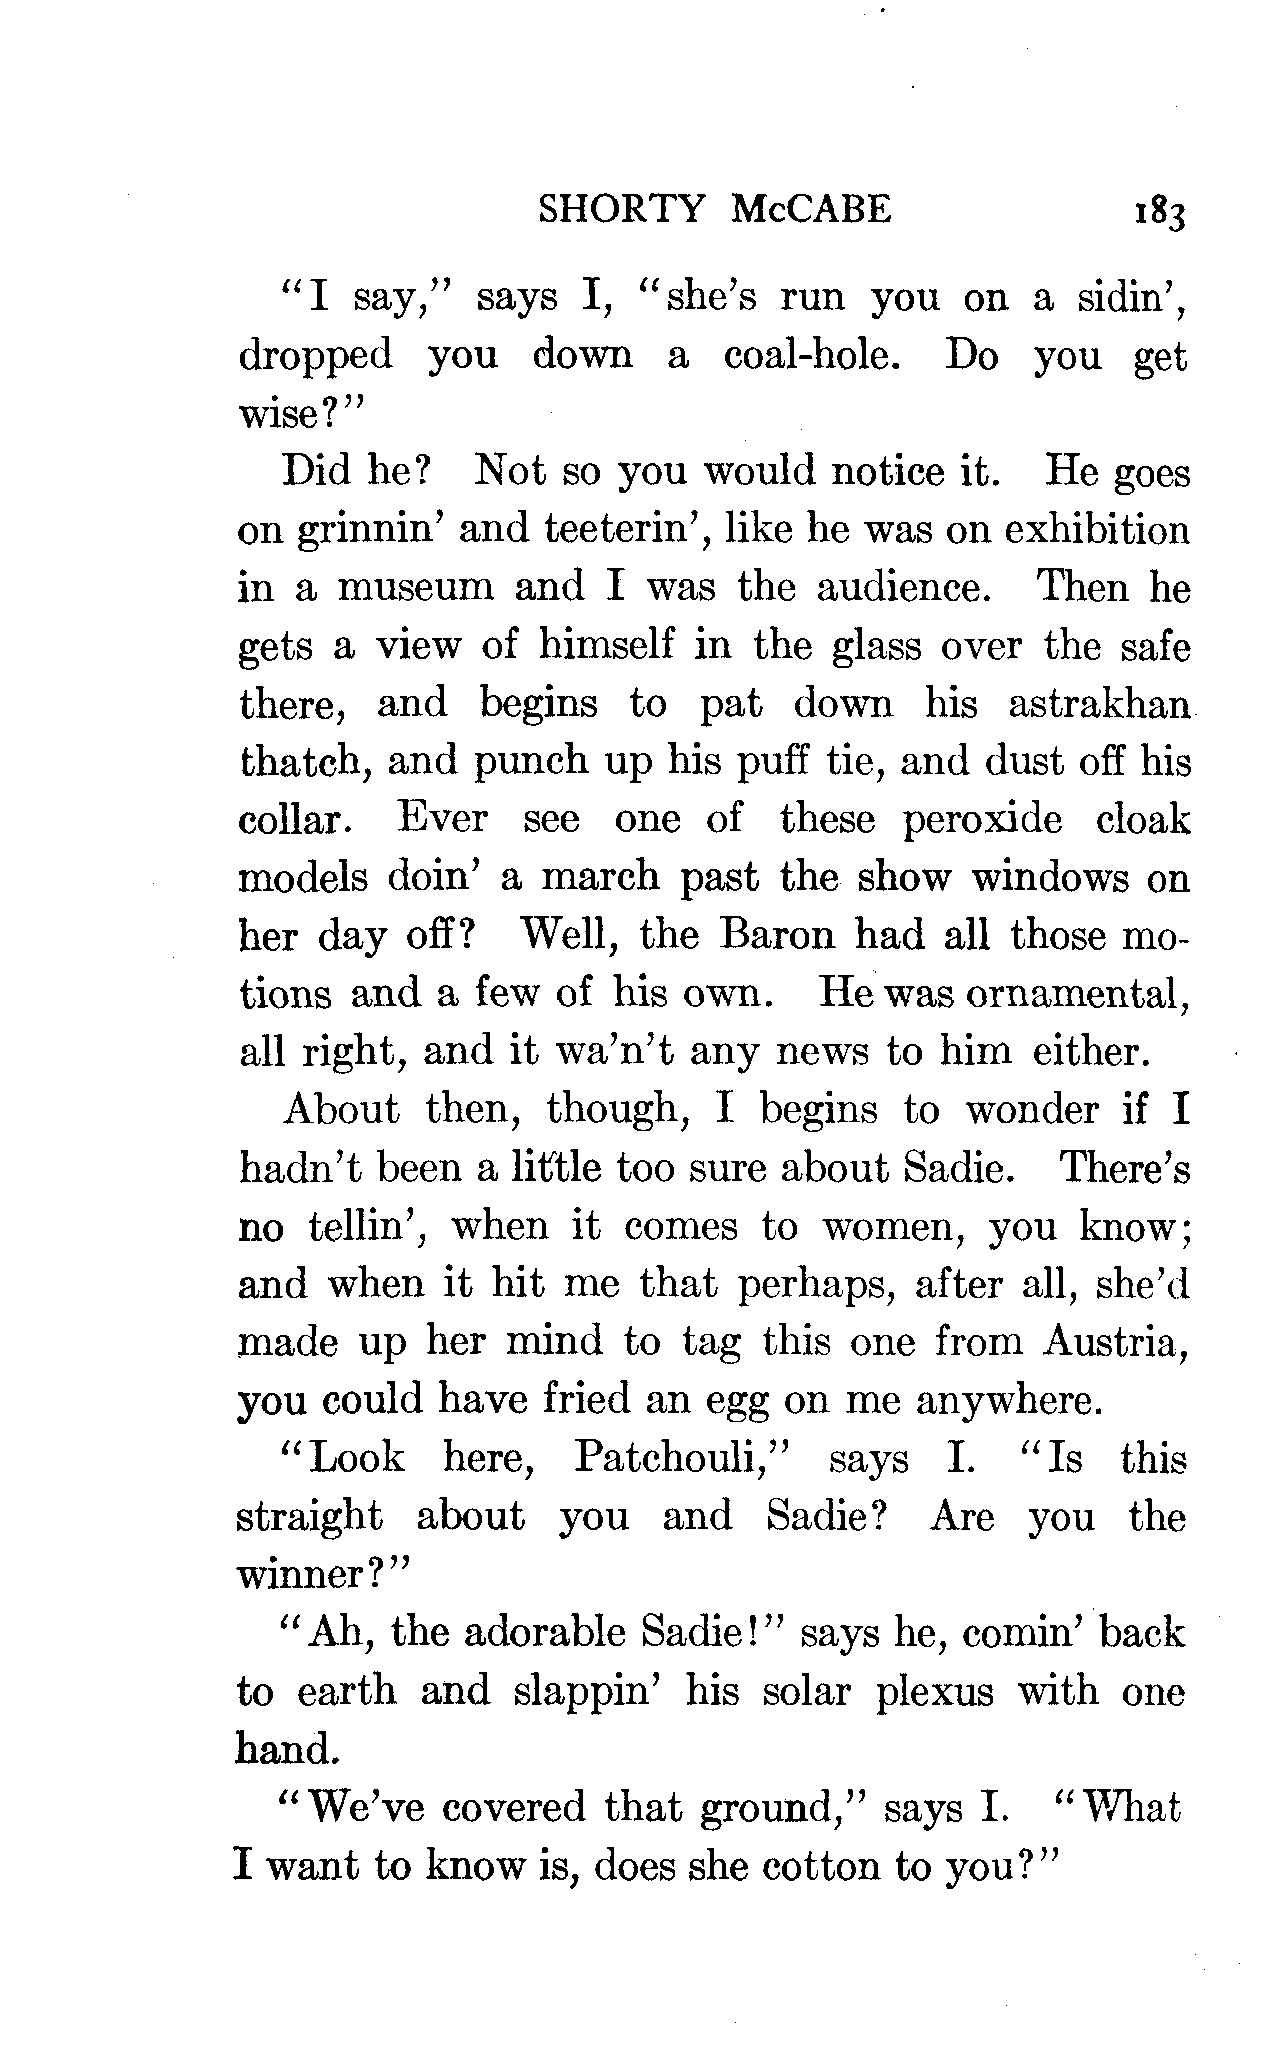 SHORTY McCABE 183
"I say," says I, "she's run you on a sidin',
dropped you down a coal-hole. Do you get
wise?"
Did he? Not so you would notice it. He goes
on grinnin' and teeterin', like he was on exhibition
in a museum and I was the audience. Then he
gets a view of himself in the glass over the safe
there, and begins to pat down his astrakhan
thatch, and punch up his puff tie, and dust off his
collar. Ever see one of these peroxide cloak
models doin' a march past the show windows on
her day off? Well, the Baron had all those mo-
tions and a few of his own. He was ornamental,
all right, and it wa'n't any news to him either.
About then, though, I begins to wonder if I
hadn't been a little too sure about Sadie. There's
no tellin', when it comes to women, you know;
and when it hit me that perhaps, after all, she'd
made up her mind to tag this one from Austria,
you could have fried an egg on me anywhere.
"Look here, Patchouli," says I. "Is this
straight about you and Sadie? Are you the
winner?"
"Ah, the adorable Sadie!" says he, comin' back
to earth and slappin' his solar plexus with one
hand.
"We've covered that ground," says I. "What
I want to know is, does she cotton to you?"